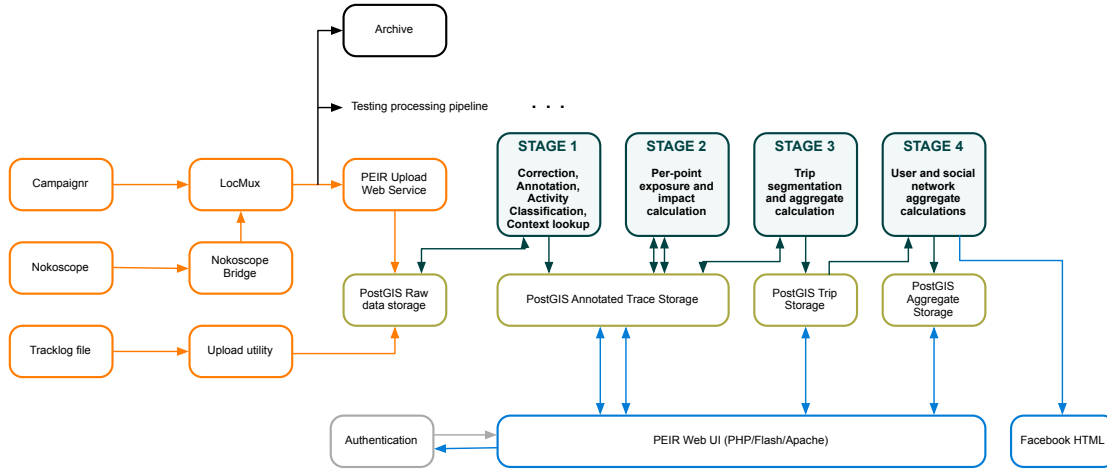 Archive
Testing processing pipeline . . .
STAGE 1
Correction,
Annotation,
Activity
Classification,
Context lookup
STAGE 2
Per-point
exposure and
impact
calculation
STAGE 3
Trip
segmentation
and aggregate
calculation
STAGE 4
User and social
network
aggregate
calculations
Campaignr
LocMux
PEIR Upload
Web Service
Nokoscope
Nokoscope
Bridge
PostGIS Raw
data storage
PostGIS Annotated Trace Storage
PostGIS Trip
Storage
PostGIS
Aggregate
Storage
Tracklog file
Upload utility
Authentication
PEIR Web UI (PHP/Flash/Apache)
Facebook HTML